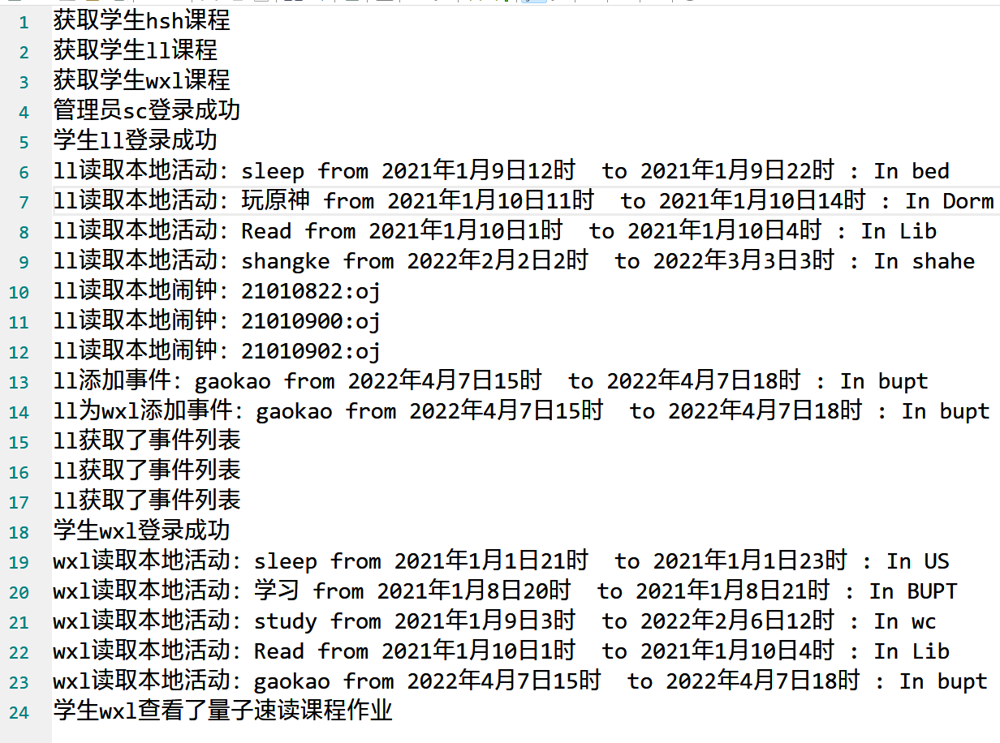 1 获取学生hsh课程
2 获取学生ll课程
3 获取学生wxl课程
4 管理员sc登录成功
5 学生ll登录成功
6 ll读取本地活动：sleep from 2021年1月9日12时  to 2021年1月9日22时 : In bed
7 ll读取本地活动：玩原神 from 2021年1月10日11时  to 2021年1月10日14时 : In Dorm
8 ll读取本地活动：Read from 2021年1月10日1时  to 2021年1月10日4时 : In Lib
9 ll读取本地活动：shangke from 2022年2月2日2时  to 2022年3月3日3时 : In shahe
10 ll读取本地闹钟：21010822:oj
11 ll读取本地闹钟：21010900:oj
12 ll读取本地闹钟：21010902:oj
13 ll添加事件：gaokao from 2022年4月7日15时  to 2022年4月7日18时 : In bupt
14 ll为wxl添加事件：gaokao from 2022年4月7日15时  to 2022年4月7日18时 : In bupt
15 ll获取了事件列表
16 ll获取了事件列表
17 ll获取了事件列表
18 学生wxl登录成功
19 wxl读取本地活动：sleep from 2021年1月1日21时  to 2021年1月1日23时 : In US
20 wxl读取本地活动：学习 from 2021年1月8日20时  to 2021年1月8日21时 : In BUPT
21 wxl读取本地活动：study from 2021年1月9日3时  to 2022年2月6日12时 : In wc
22 wxl读取本地活动：Read from 2021年1月10日1时  to 2021年1月10日4时 : In Lib
23 wxl读取本地活动：gaokao from 2022年4月7日15时  to 2022年4月7日18时 : In bupt
24 学生wxl查看了量子速读课程作业